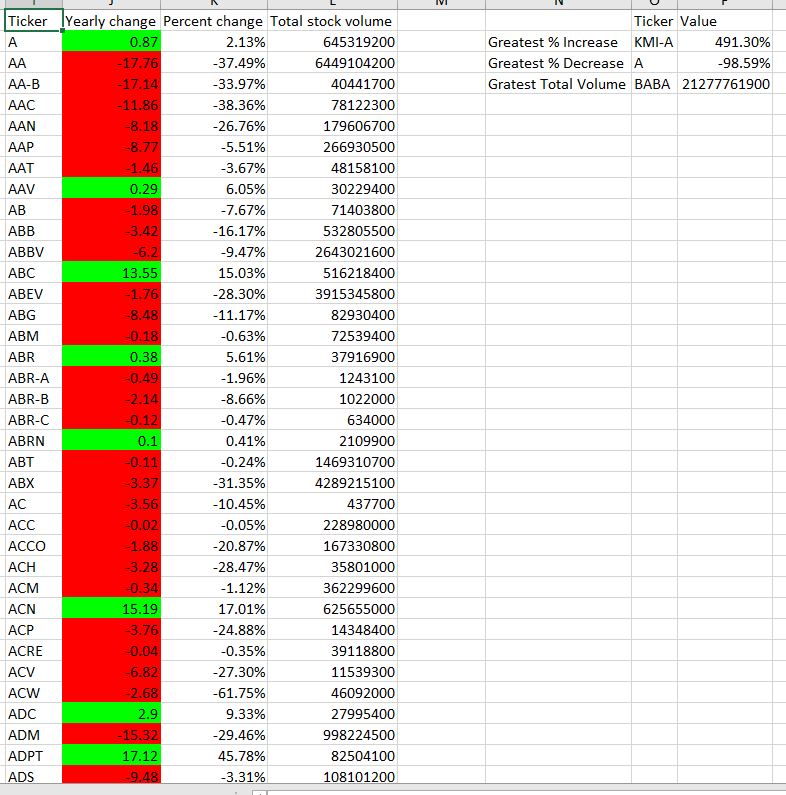 I J K L M N O P
Ticker Yearly change Percent change Total stock volume Ticker Value
A 0.87 2.13% 645319200 Greatest % Increase KMI-A 491.30%
AA -17.76 -37.49% 6449104200 Greatest % Decrease A -98.59%
AA-B -17.14 -33.97% 40441700 Gratest Total Volume BABA 21277761900
AAC -11.86 -38.36% 78122300
AAN -8.18 -26.76% 179606700
AAP -8.77 -5.51% 266930500
AAT -1.46 -3.67% 48158100
AAV 0.29 6.05% 30229400
AB -1.98 -7.67% 71403800
ABB -3.42 -16.17% 532805500
ABBV -6.2 -9.47% 2643021600
ABC 13.55 15.03% 516218400
ABEV -1.76 -28.30% 3915345800
ABG -8.48 -11.17% 82930400
ABM -0.18 -0.63% 72539400
ABR 0.38 5.61% 37916900
ABR-A -0.49 -1.96% 1243100
ABR-B -2.14 -8.66% 1022000
ABR-C -0.12 -0.47% 634000
ABRN 0.1 0.41% 2109900
ABT -0.11 -0.24% 1469310700
ABX -3.37 -31.35% 4289215100
AC -3.56 -10.45% 437700
ACC -0.02 -0.05% 228980000
ACCO -1.88 -20.87% 167330800
ACH -3.28 -28.47% 35801000
ACM -0.34 -1.12% 362299600
ACN 15.19 17.01% 625655000
ACP -3.76 -24.88% 14348400
ACRE -0.04 -0.35% 39118800
ACV -6.82 -27.30% 11539300
ACW -2.68 -61.75% 46092000
ADC 2.9 9.33% 27995400
ADM -15.32 -29.46% 998224500
ADPT 17.12 45.78% 82504100
ADS -9.48 -3.31% 108101200